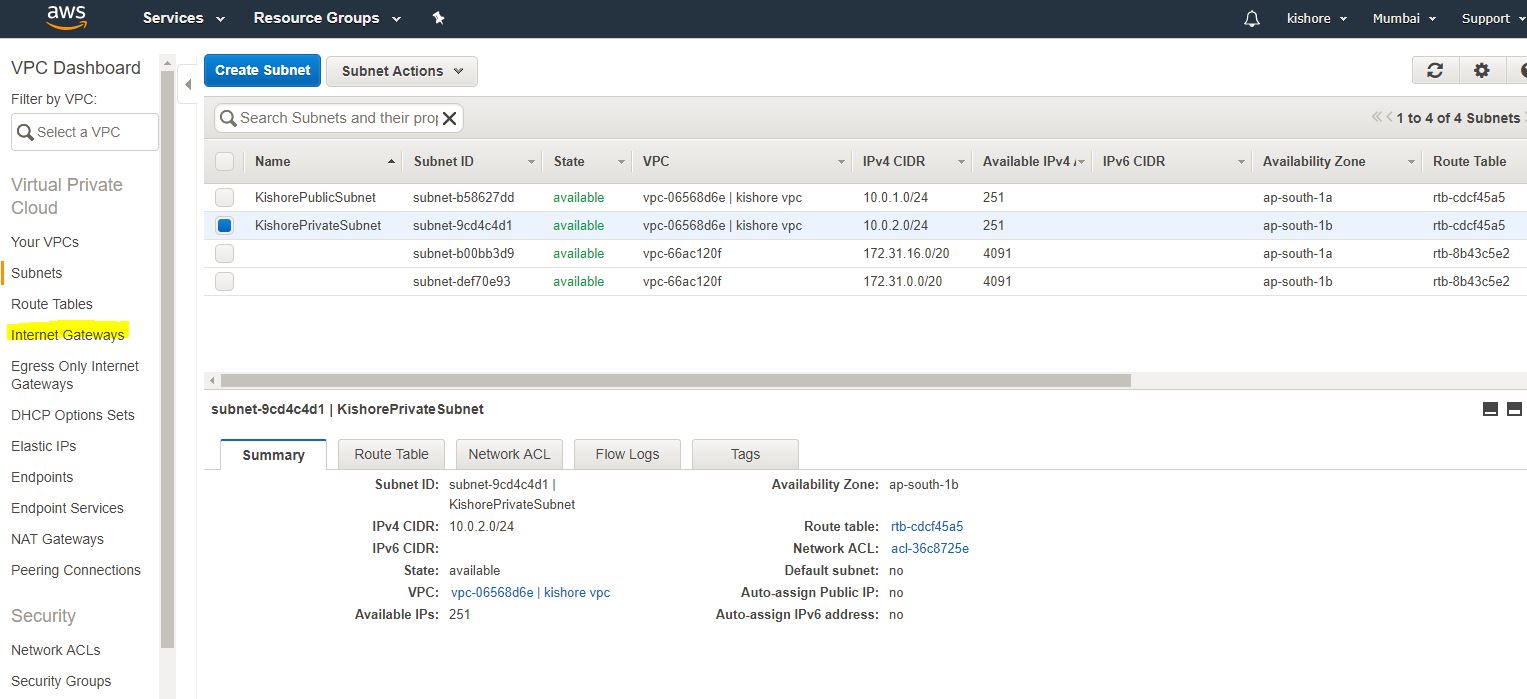 aws Services Resource Groups kishore Mumbai Support
VPC Dashboard
Filter by VPC:
Select a VPC
Virtual Private
Cloud
Your VPCs
Subnets
Route Tables
Internet Gateways
Egress Only Internet
Gateways
DHCP Options Sets
Elastic IPs
Endpoints
Endpoint Services
NAT Gateways
Peering Connections
Security
Network ACLs
Security Groups
Create Subnet Subnet Actions
Search Subnets and their pro 1 to 4 of 4 Subnets
Name Subnet ID State VPC IPv4 CIDR Available IPv4 IPv6 CIDR Availability Zone Route Table
KishorePublicSubnet subnet-b58627dd available vpc-06568d6e | kishore vpc 10.0.1.0/24 251 ap-south-1a rtb-cdcf45a5
KishorePrivateSubnet subnet-9cd4c4d1 available vpc-06568d6e | kishore vpc 10.0.2.0/24 251 ap-south-1b rtb-cdcf45a5
subnet-b00bb3d9 available vpc-66ac120f 172.31.16.0/20 4091 ap-south-1a rtb-8b43c5e2
subnet-def70e93 available vpc-66ac120f 172.31.0.0/20 4091 ap-south-1b rtb-8b43c5e2
subnet-9cd4c4d1 | KishorePrivateSubnet
Summary Route Table Network ACL Flow Logs Tags
Subnet ID: subnet-9cd4c4d1 |
KishorePrivateSubnet
IPv4 CIDR: 10.0.2.0/24
IPv6 CIDR:
State: available
VPC: vpc-06568d6e | kishore vpc
Available IPs: 251
Availability Zone: ap-south-1b
Route table: rtb-cdcf45a5
Network ACL: acl-36c8725e
Default subnet: no
Auto-assign Public IP: no
Auto-assign IPv6 address: no